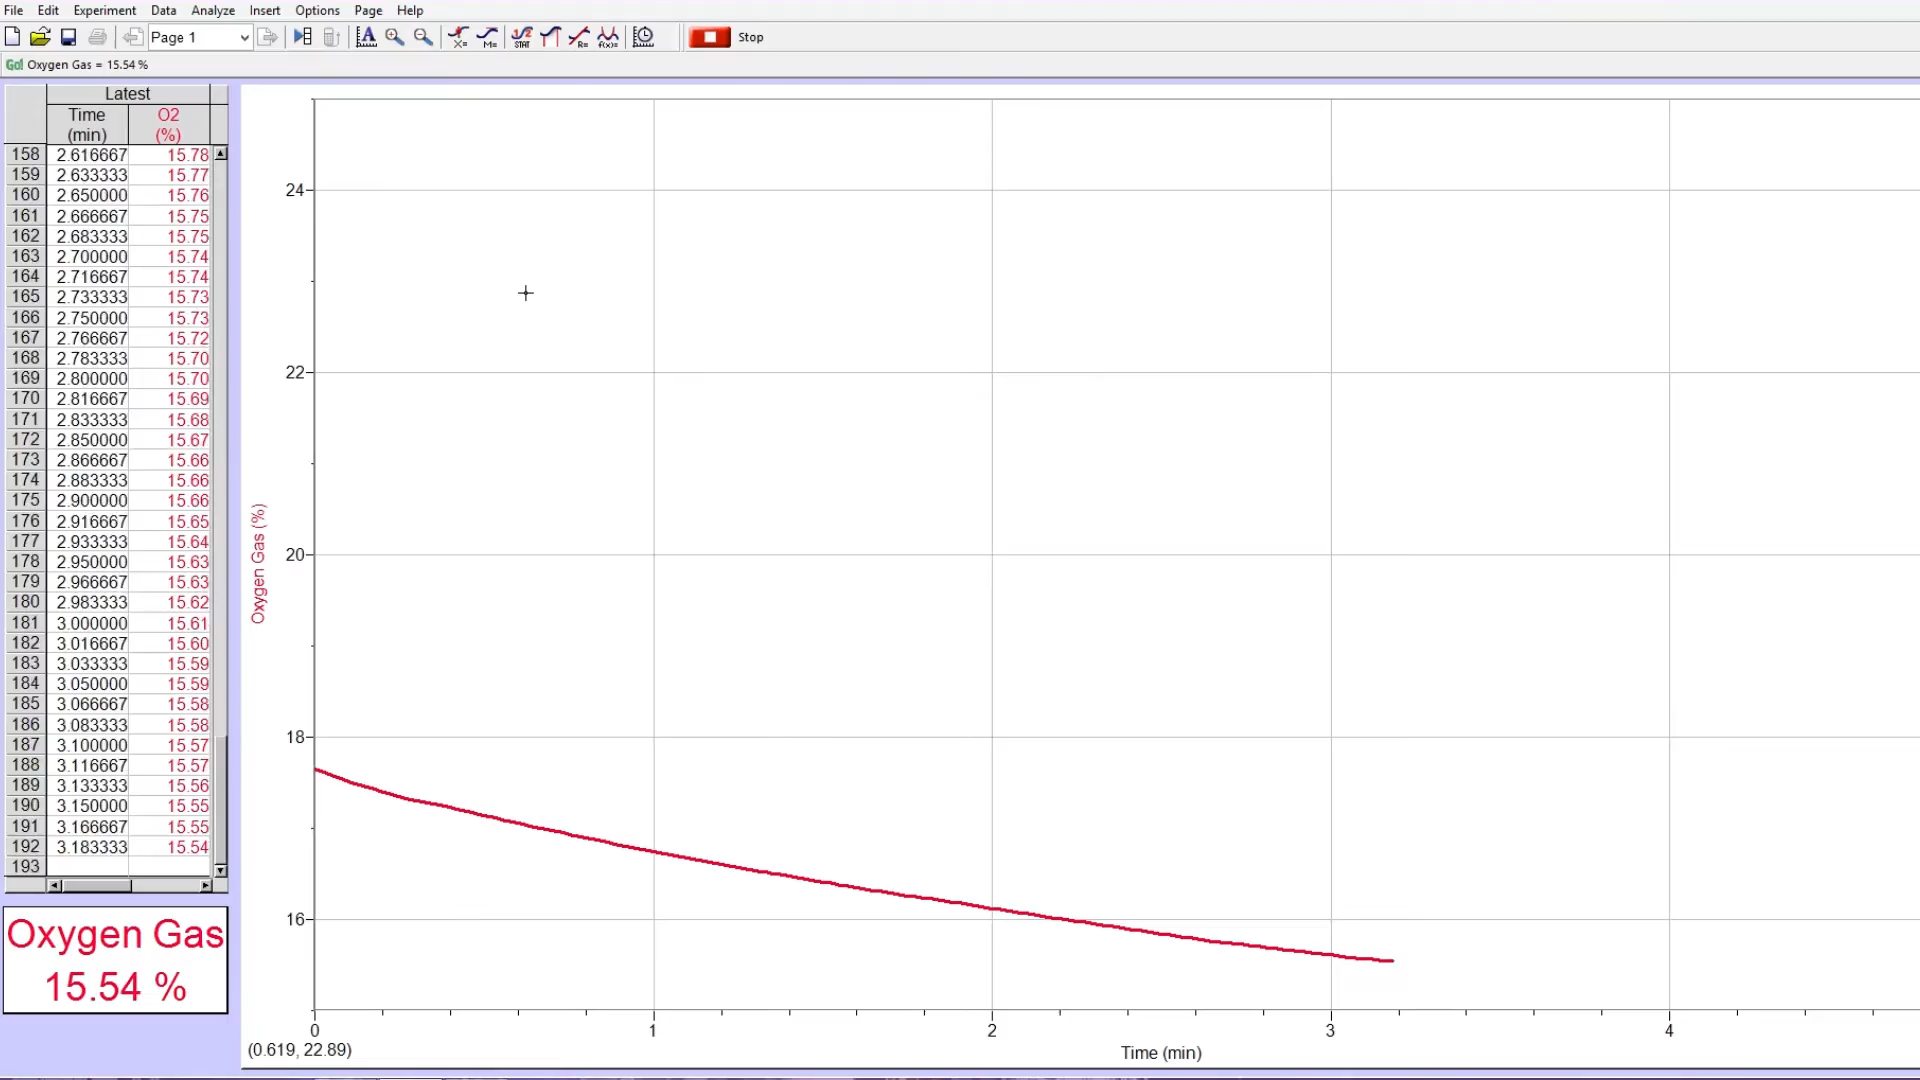 File Edit Experiment Data Analyze Insert Options Page Help
Page 1 Stop
Go! Oxygen Gas = 15.54 %
Latest
Time O2
(min) (%)
158 2.616667 15.78
159 2.633333 15.77
160 2.650000 15.76
161 2.666667 15.75
162 2.683333 15.75
163 2.700000 15.74
164 2.716667 15.74
165 2.733333 15.73
166 2.750000 15.73
167 2.766667 15.72
168 2.783333 15.70
169 2.800000 15.70
170 2.816667 15.69
171 2.833333 15.68
172 2.850000 15.67
173 2.866667 15.66
174 2.883333 15.66
175 2.900000 15.66
176 2.916667 15.65
177 2.933333 15.64
178 2.950000 15.63
179 2.966667 15.63
180 2.983333 15.62
181 3.000000 15.61
182 3.016667 15.60
183 3.033333 15.59
184 3.050000 15.59
185 3.066667 15.58
186 3.083333 15.58
187 3.100000 15.57
188 3.116667 15.57
189 3.133333 15.56
190 3.150000 15.55
191 3.166667 15.55
192 3.183333 15.54
193
Oxygen Gas
15.54 %
24
22
20
18
16
Oxygen Gas (%)
0 1 2 3 4
(0.619, 22.89)
Time (min)